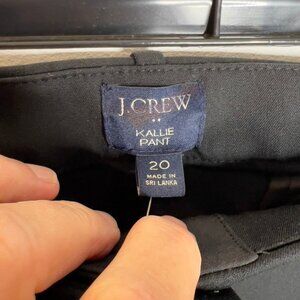 J.CREW
KALLIE
PANT
20
MADE IN
SRI LANKA